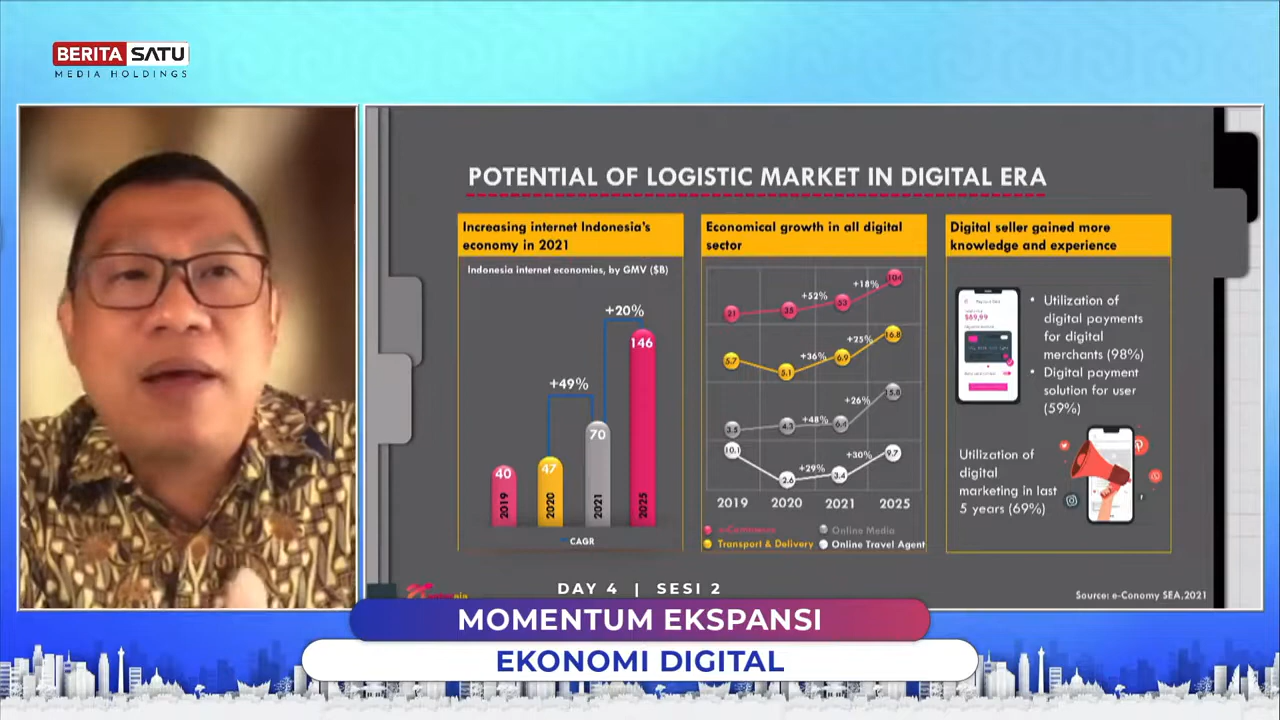 BERITA SATU
MEDIA HOLDINGS
POTENTIAL OF LOGISTIC MARKET IN DIGITAL ERA
Increasing internet Indonesia's
economy in 2021
Indonesia internet economies, by GMV ($B)
+20%
146
+49%
70
40
47
2019
2020
2021
2025
CAGR
Economical growth in all digital
sector
21
35
+52%
53
+18%
104
5.7
5.1
+36%
6.9
+25%
16.8
3.5
+48%
+26%
10.1
2.6
+29%
3.4
+30%
9.7
2019 2020 2021 2025
eCommerce
Online Media
Transport & Delivery
Online Travel Agent
Digital seller gained more
knowledge and experience
$69,99
• Utilization of
digital payments
for digital
merchants (98%)
• Digital payment
solution for user
(59%)
Utilization of
digital
marketing in last
5 years (69%)
Source: e-Conomy SEA,2021
DAY 4 | SESI 2
MOMENTUM EKSPANSI
EKONOMI DIGITAL